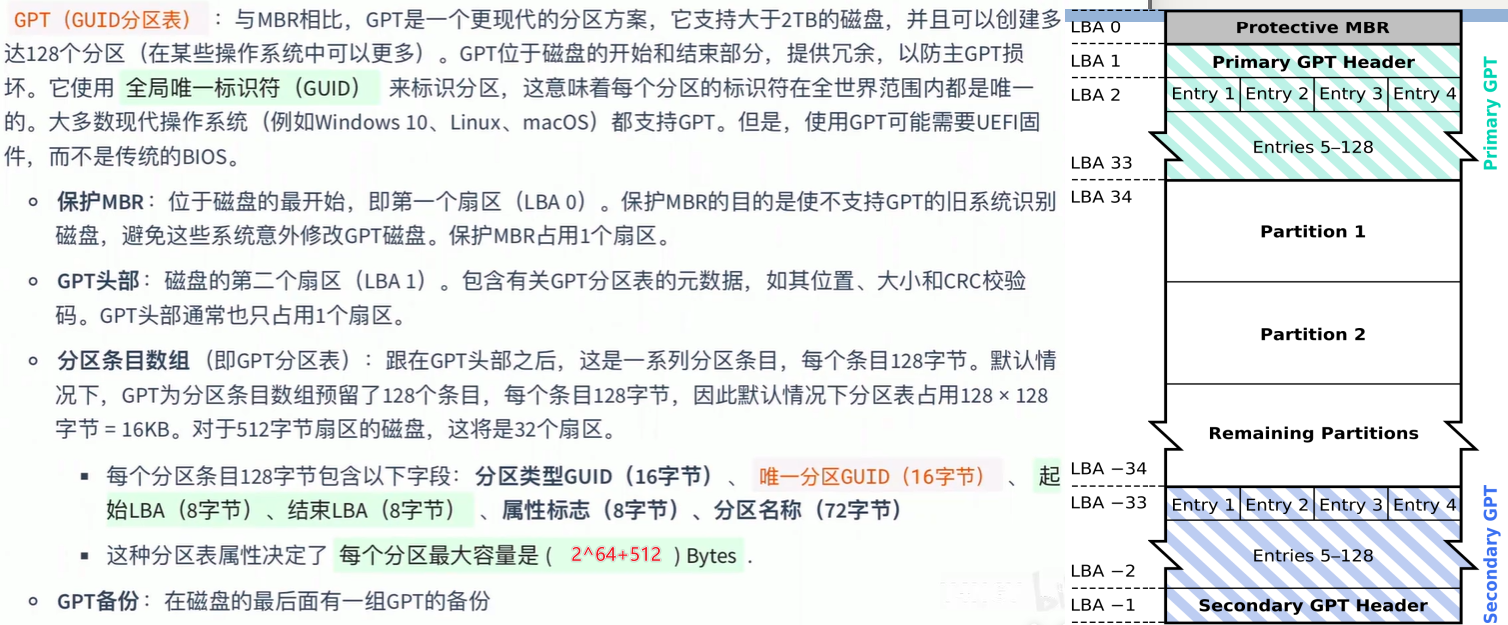 GPT（GUID分区表）：与MBR相比，GPT是一个更现代的分区方案，它支持大于2TB的磁盘，并且可以创建多
达128个分区（在某些操作系统中可以更多）。GPT位于磁盘的开始和结束部分，提供冗余，以防主GPT损
坏。它使用 全局唯一标识符（GUID） 来标识分区，这意味着每个分区的标识符在全世界范围内都是唯一
的。大多数现代操作系统（例如Windows 10、Linux、macOS）都支持GPT。但是，使用GPT可能需要UEFI固
件，而不是传统的BIOS。
保护MBR：位于磁盘的最开始，即第一个扇区（LBA 0）。保护MBR的目的是使不支持GPT的旧系统识别
磁盘，避免这些系统意外修改GPT磁盘。保护MBR占用1个扇区。
GPT头部：磁盘的第二个扇区（LBA 1）。包含有关GPT分区表的元数据，如其位置、大小和CRC校验
码。GPT头部通常也只占用1个扇区。
分区条目数组（即GPT分区表）：跟在GPT头部之后，这是一系列分区条目，每个条目128字节。默认情
况下，GPT为分区条目数组预留了128个条目，每个条目128字节，因此默认情况下分区表占用128 × 128
字节 = 16KB。对于512字节扇区的磁盘，这将是32个扇区。
每个分区条目128字节包含以下字段：分区类型GUID（16字节）、 唯一分区GUID（16字节） 、 起
始LBA（8字节）、结束LBA（8字节） 、属性标志（8字节）、分区名称（72字节）
这种分区表属性决定了 每个分区最大容量是 ( 2^64+512 ) Bytes .
GPT备份：在磁盘的最后面有一组GPT的备份
LBA 0
Protective MBR
LBA 1
Primary GPT Header
LBA 2
Entry 1 Entry 2 Entry 3 Entry 4
Entries 5–128
LBA 33
Primary GPT
LBA 34
Partition 1
Partition 2
Remaining Partitions
LBA −34
LBA −33
Entry 1 Entry 2 Entry 3 Entry 4
Entries 5–128
LBA −2
LBA −1
Secondary GPT Header
Secondary GPT